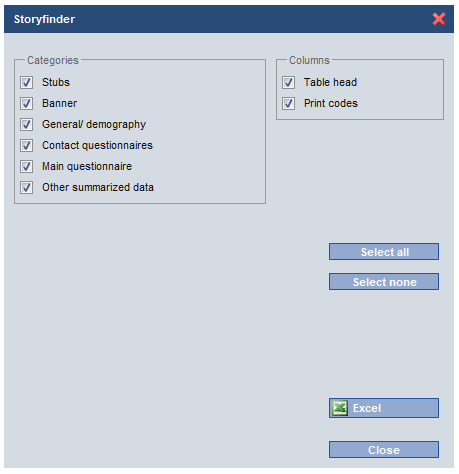 Storyfinder
Categories
Stubs
Banner
General/ demography
Contact questionnaires
Main questionnaire
Other summarized data
Columns
Table head
Print codes
Select all
Select none
Excel
Close